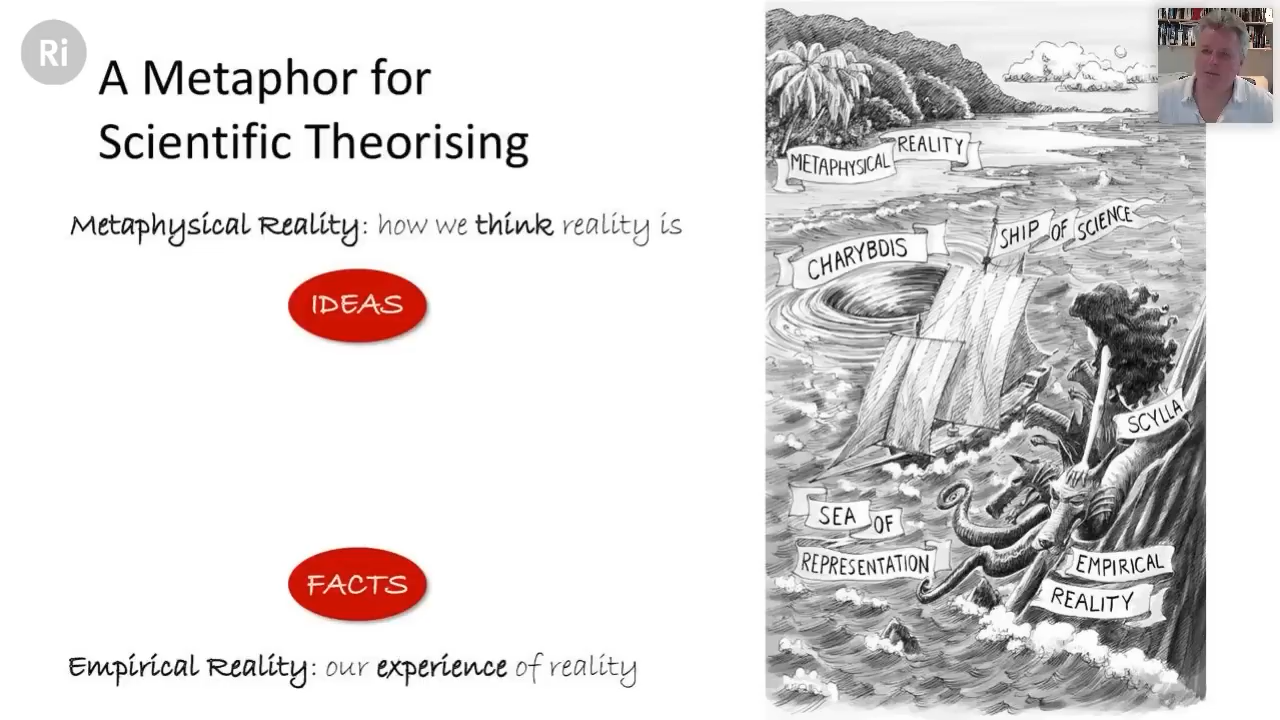 Ri
A Metaphor for
Scientific Theorising
Metaphysical Reality: how we think reality is
IDEAS
FACTS
Empirical Reality: our experience of reality
METAPHYSICAL REALITY
CHARYBDIS
SHIP OF SCIENCE
SCYLLA
SEA OF
REPRESENTATION
EMPIRICAL
REALITY